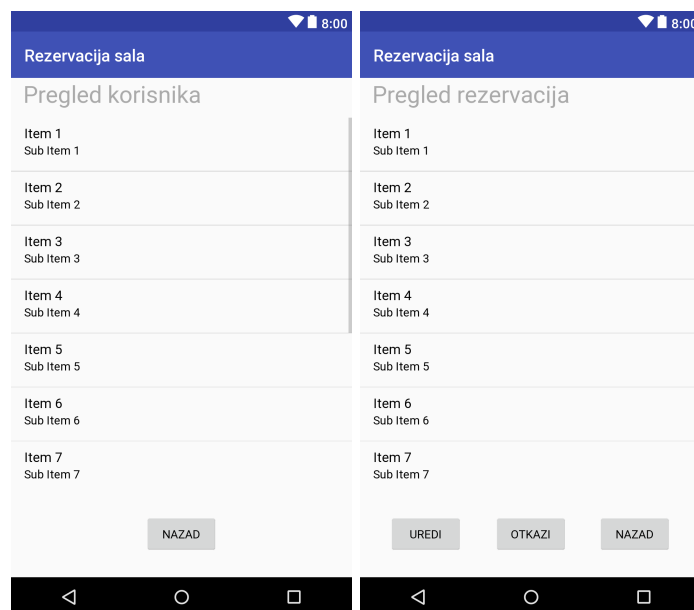 8:00
Rezervacija sala
Pregled korisnika
Item 1
Sub Item 1
Item 2
Sub Item 2
Item 3
Sub Item 3
Item 4
Sub Item 4
Item 5
Sub Item 5
Item 6
Sub Item 6
Item 7
Sub Item 7
NAZAD
8:00
Rezervacija sala
Pregled rezervacija
Item 1
Sub Item 1
Item 2
Sub Item 2
Item 3
Sub Item 3
Item 4
Sub Item 4
Item 5
Sub Item 5
Item 6
Sub Item 6
Item 7
Sub Item 7
UREDI OTKAZI NAZAD